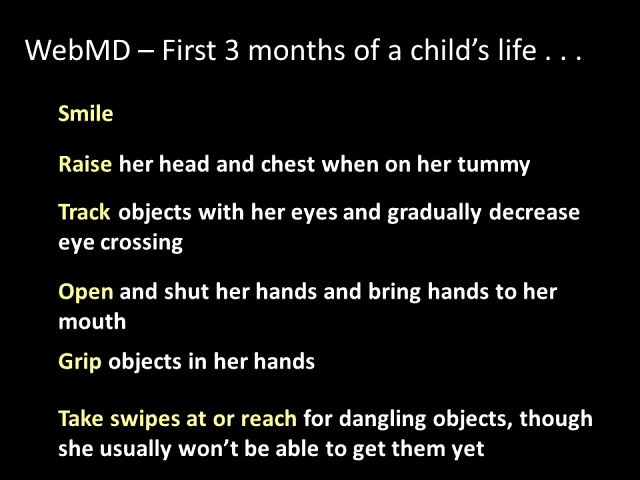 WebMD – First 3 months of a child’s life . . .
Smile
Raise her head and chest when on her tummy
Track objects with her eyes and gradually decrease
eye crossing
Open and shut her hands and bring hands to her
mouth
Grip objects in her hands
Take swipes at or reach for dangling objects, though
she usually won’t be able to get them yet